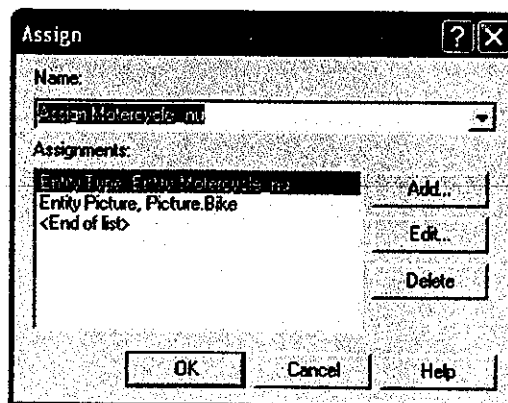 Assign
Name:
Assign Motorcycle_nu
Assignments:
Entity Type, Entity Motorcycle_nu
Entity Picture, Picture.Bike
<End of list>
Add...
Edit...
Delete
OK
Cancel
Help